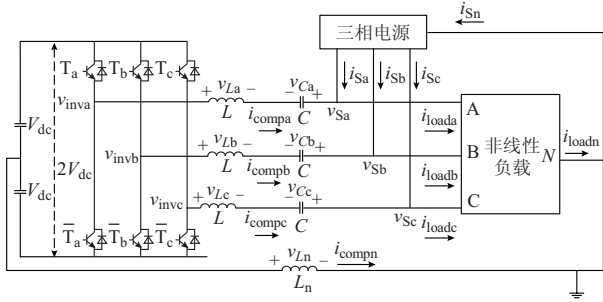 i_Sn
三相电源
T_a T_b T_c
i_Sa i_Sb i_Sc
+ v_La − − v_Ca +
v_inva
L C
v_Sa
i_compa
i_loada
A
V_dc
+ v_Lb − − v_Cb +
v_invb
L C
v_Sb
i_compb
i_loadb
B
非线性
负载
N
i_loadn
2V_dc
V_dc
+ v_Lc − − v_Cc +
v_invc
L C
v_Sc
i_compc
i_loadc
C
T̅_a T̅_b T̅_c
+ v_Ln −
i_compn
L_n